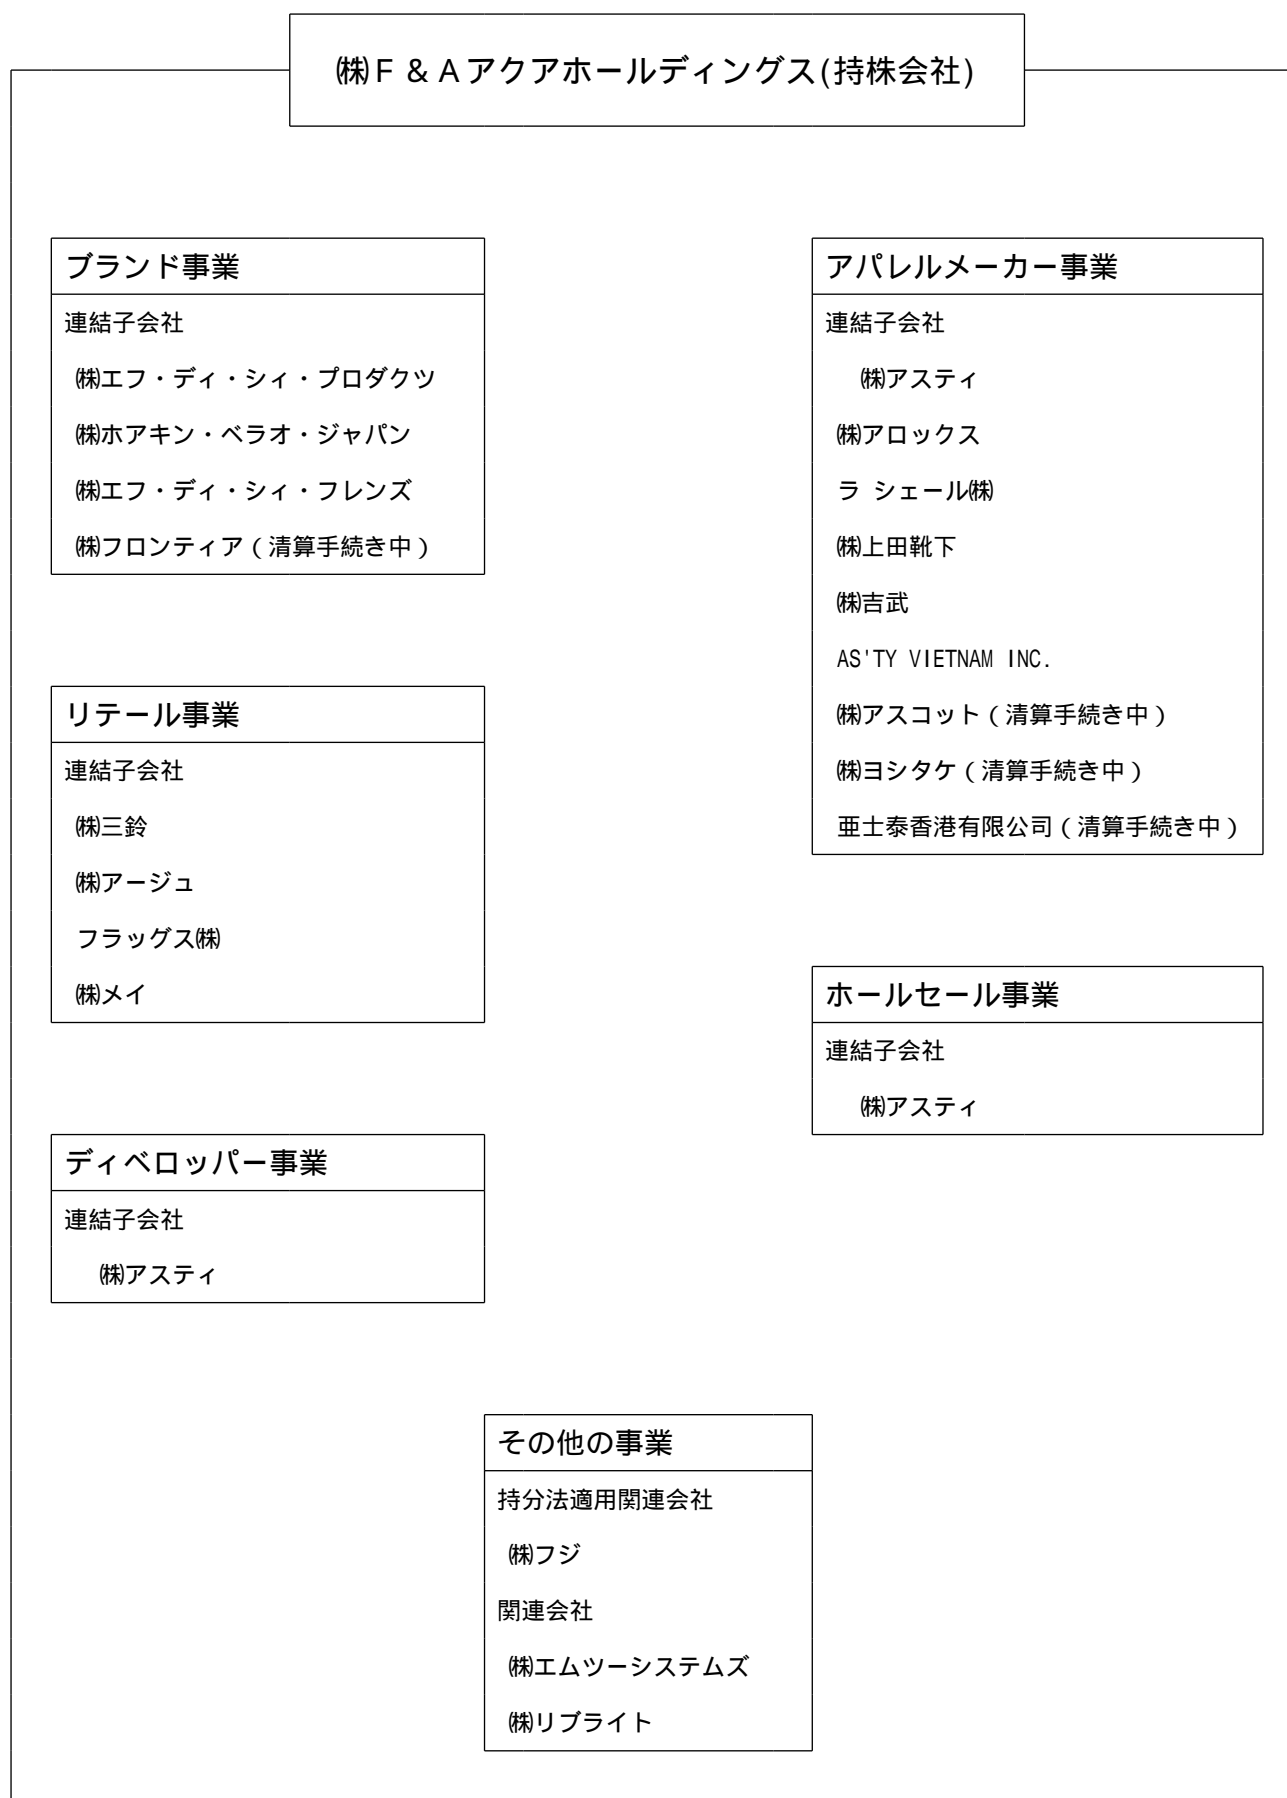 ㈱Ｆ＆Ａアクアホールディングス(持株会社)
ブランド事業
連結子会社
㈱エフ・ディ・シィ・プロダクツ
㈱ホアキン・ベラオ・ジャパン
㈱エフ・ディ・シィ・フレンズ
㈱フロンティア（清算手続き中）
リテール事業
連結子会社
㈱三鈴
㈱アージュ
フラッグス㈱
㈱メイ
ディベロッパー事業
連結子会社
㈱アスティ
アパレルメーカー事業
連結子会社
㈱アスティ
㈱アロックス
ラ シェール㈱
㈱上田靴下
㈱吉武
AS'TY VIETNAM INC.
㈱アスコット（清算手続き中）
㈱ヨシタケ（清算手続き中）
亜士泰香港有限公司（清算手続き中）
ホールセール事業
連結子会社
㈱アスティ
その他の事業
持分法適用関連会社
㈱フジ
関連会社
㈱エムツーシステムズ
㈱リブライト